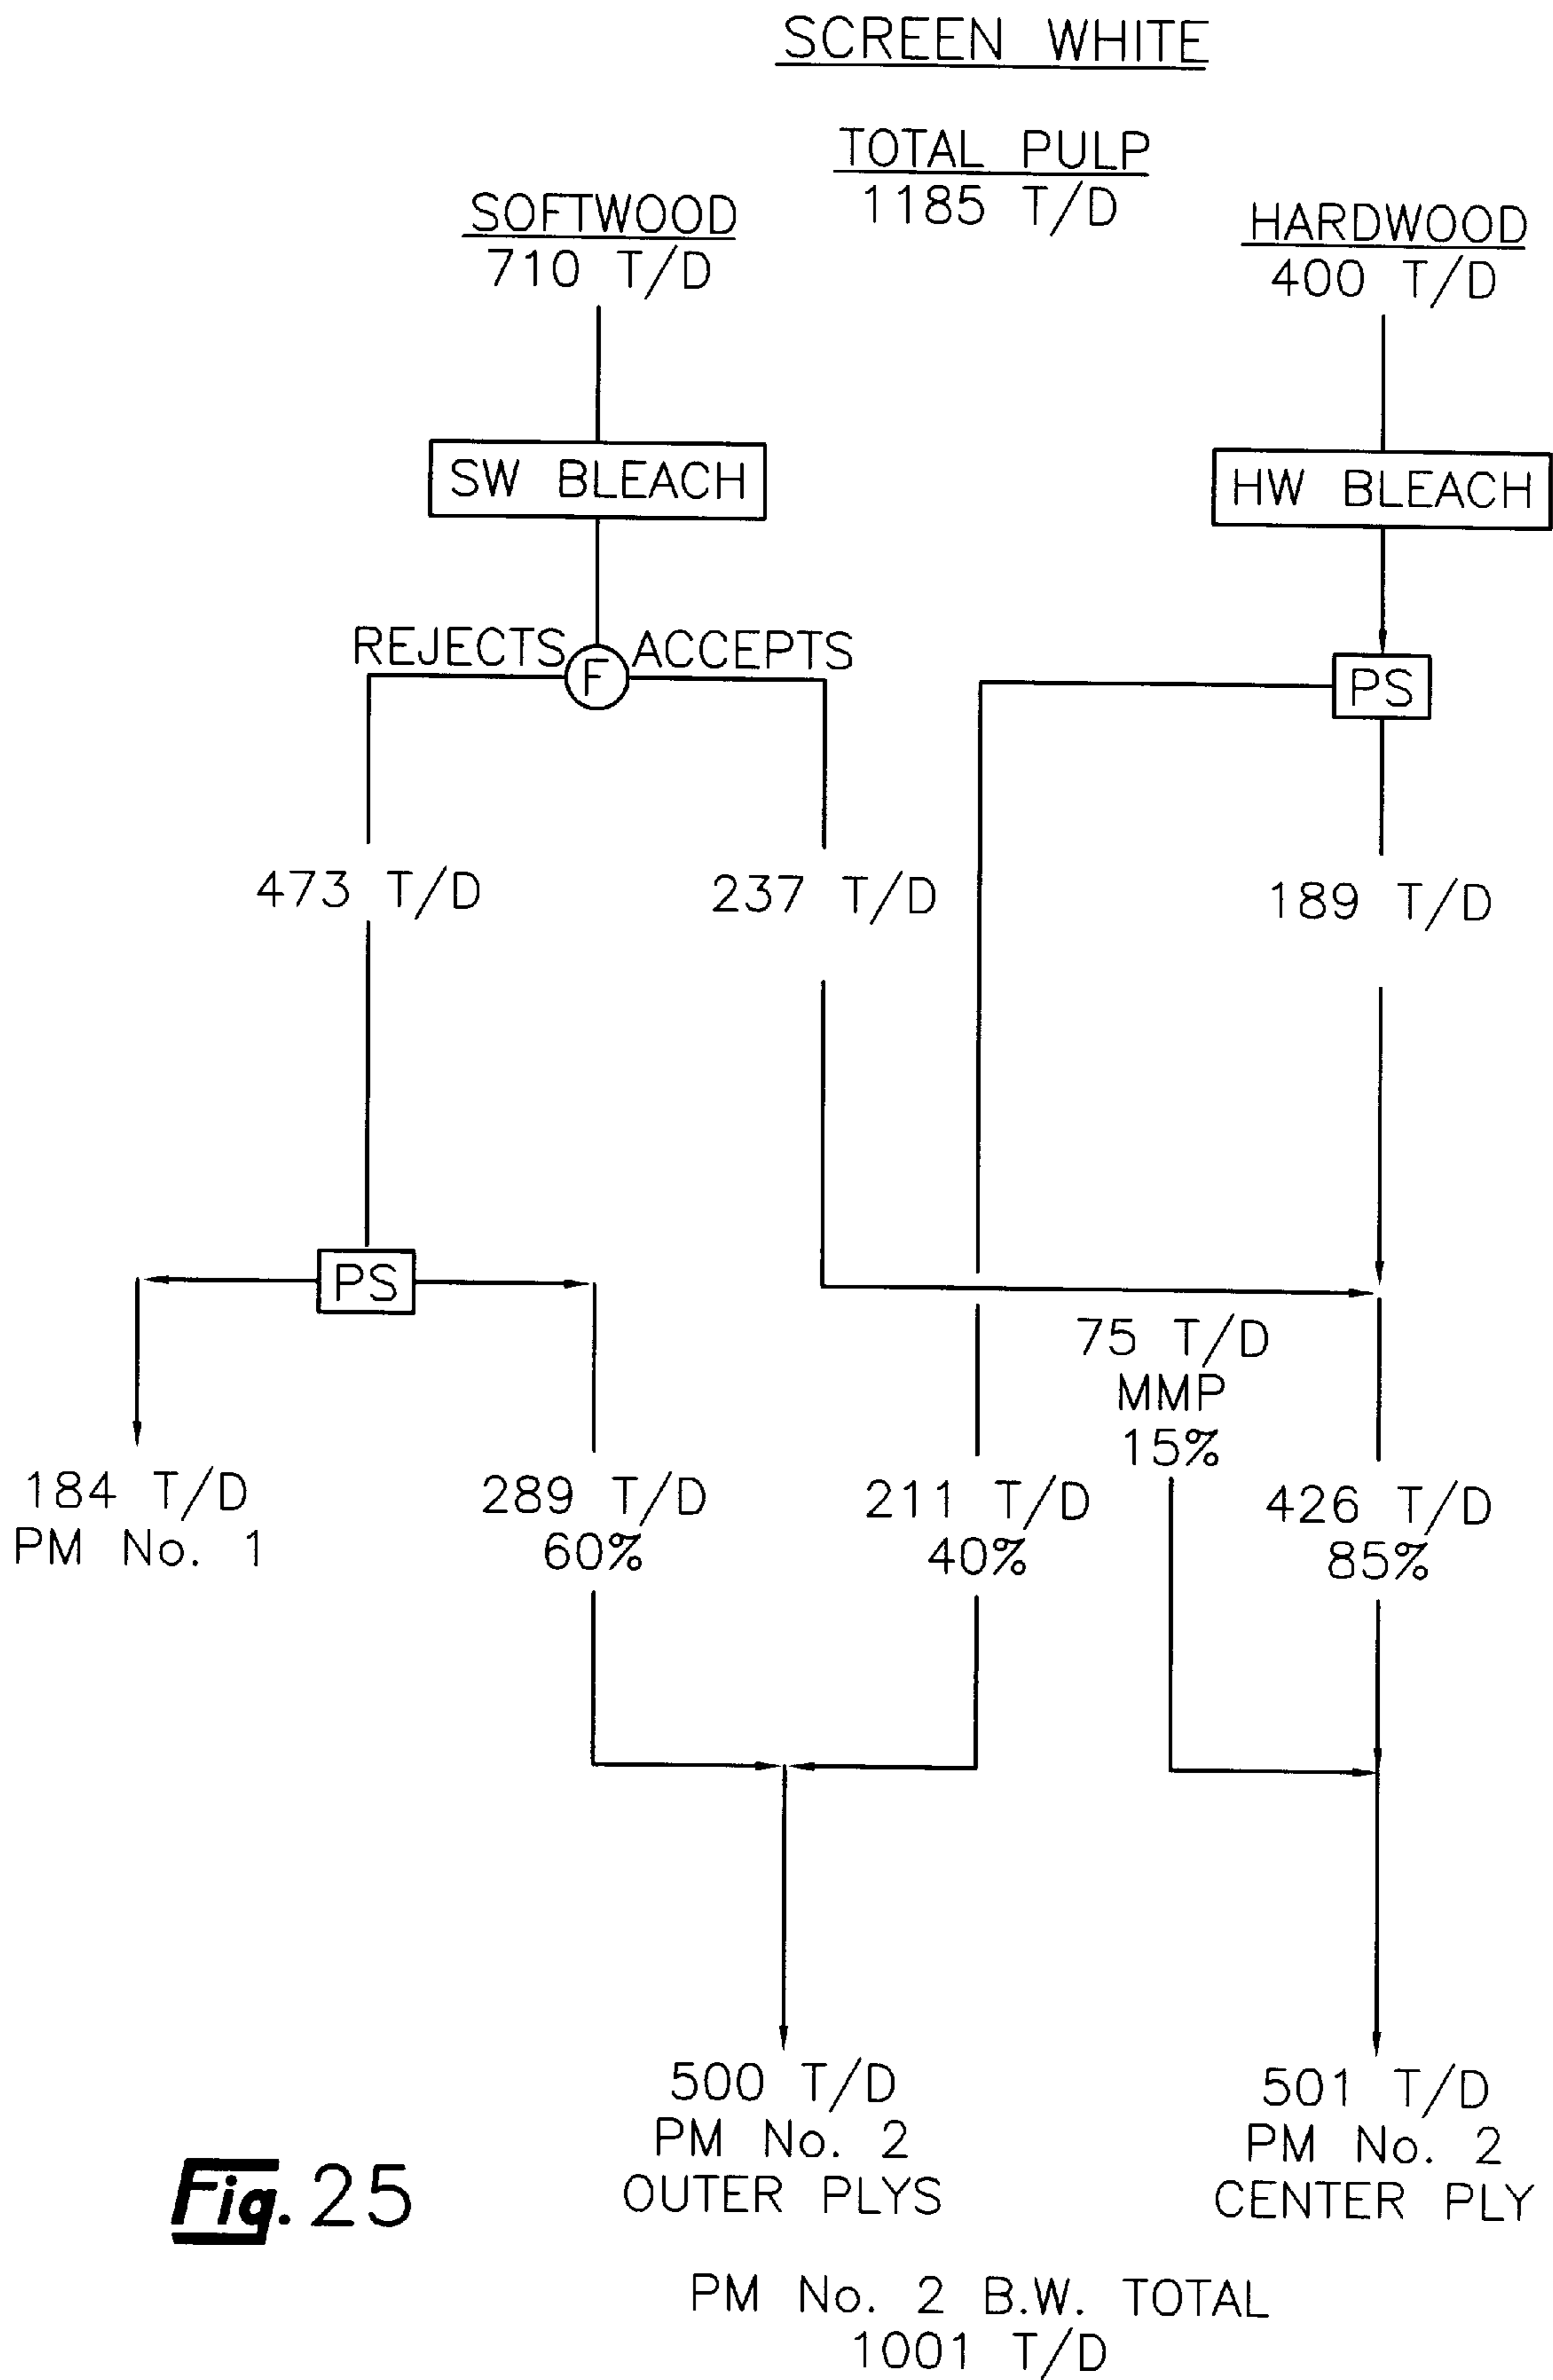 SCREEN WHITE
TOTAL PULP
1185 T/D
SOFTWOOD
710 T/D
HARDWOOD
400 T/D
SW BLEACH
HW BLEACH
REJECTS
F
ACCEPTS
PS
473 T/D
237 T/D
189 T/D
PS
75 T/D
MMP
15%
184 T/D
PM No. 1
289 T/D
60%
211 T/D
40%
426 T/D
85%
500 T/D
PM No. 2
OUTER PLYS
501 T/D
PM No. 2
CENTER PLY
Fig. 25
PM No. 2 B.W. TOTAL
1001 T/D